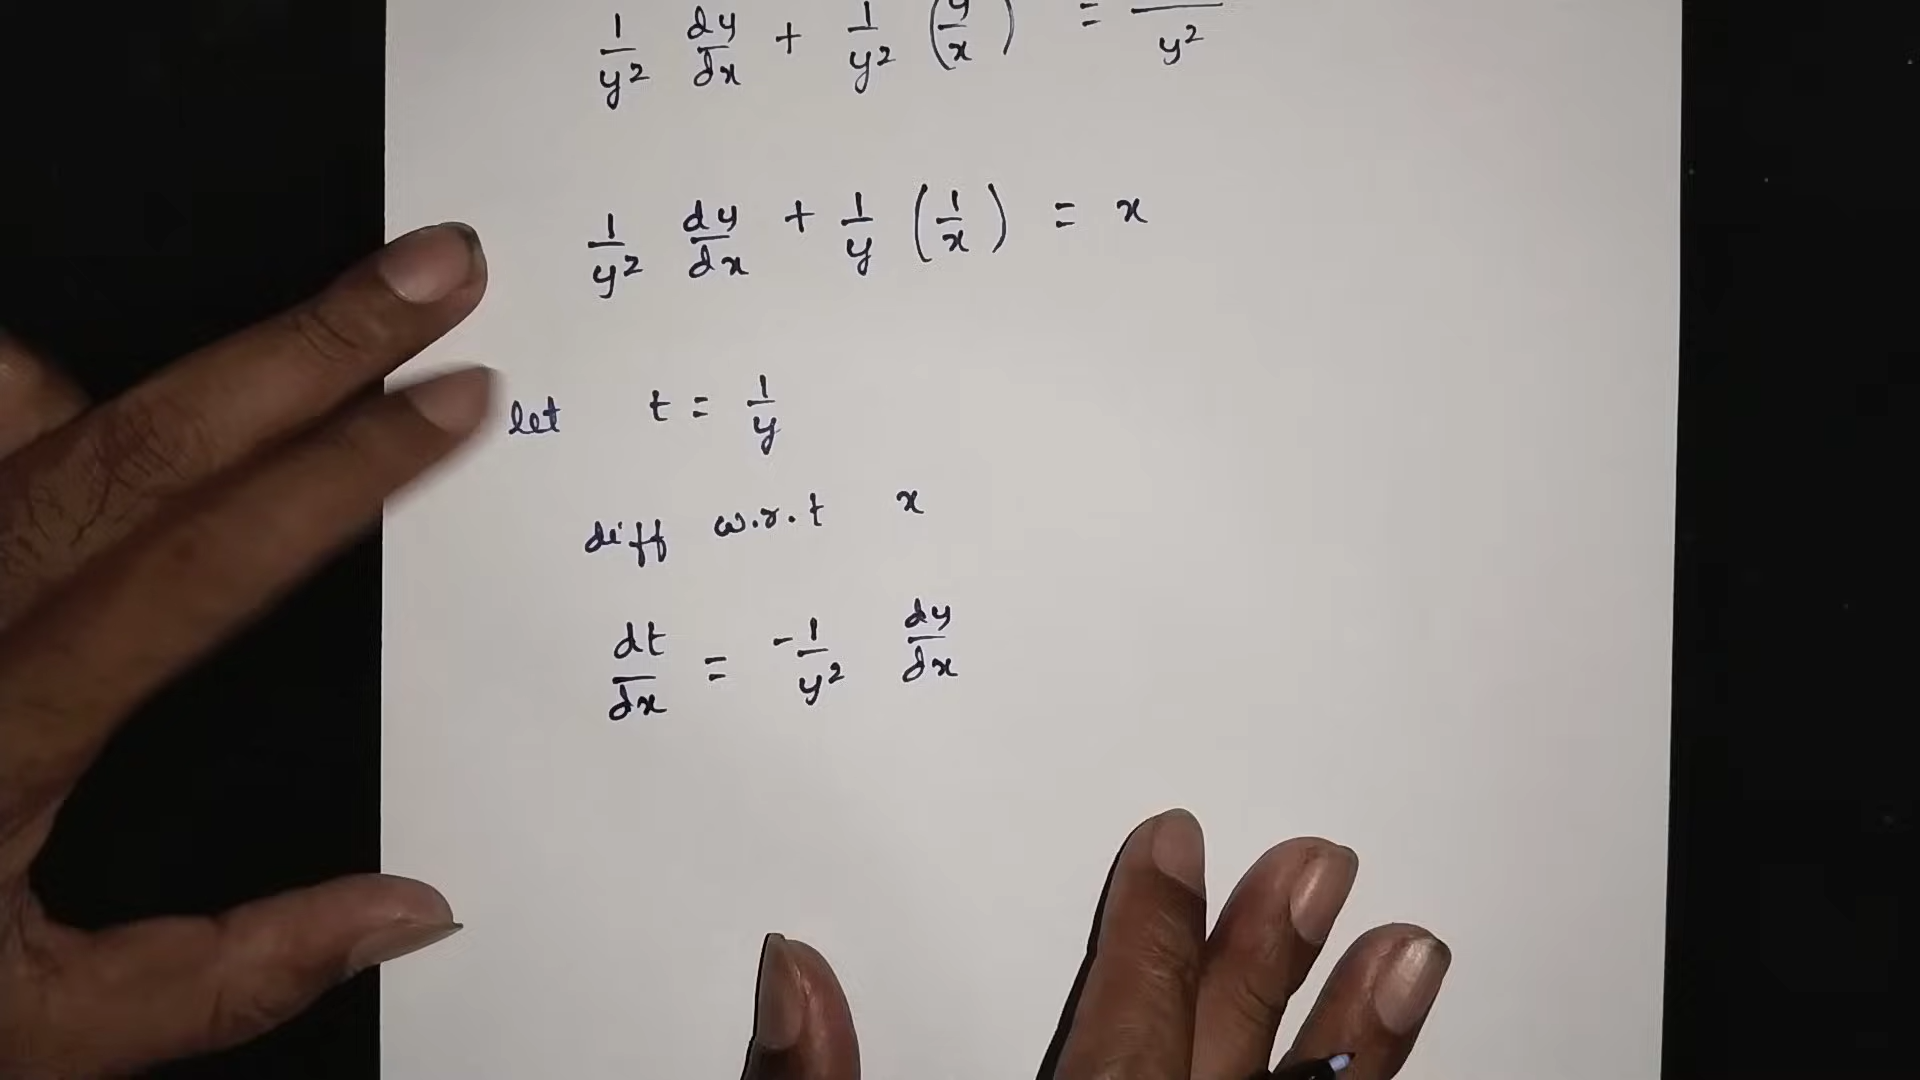 1/y² dy/dx + 1/y² (y/x) = /y²
1/y² dy/dx + 1/y (1/x) = x
let t = 1/y
diff w.r.t x
dt/dx = -1/y² dy/dx